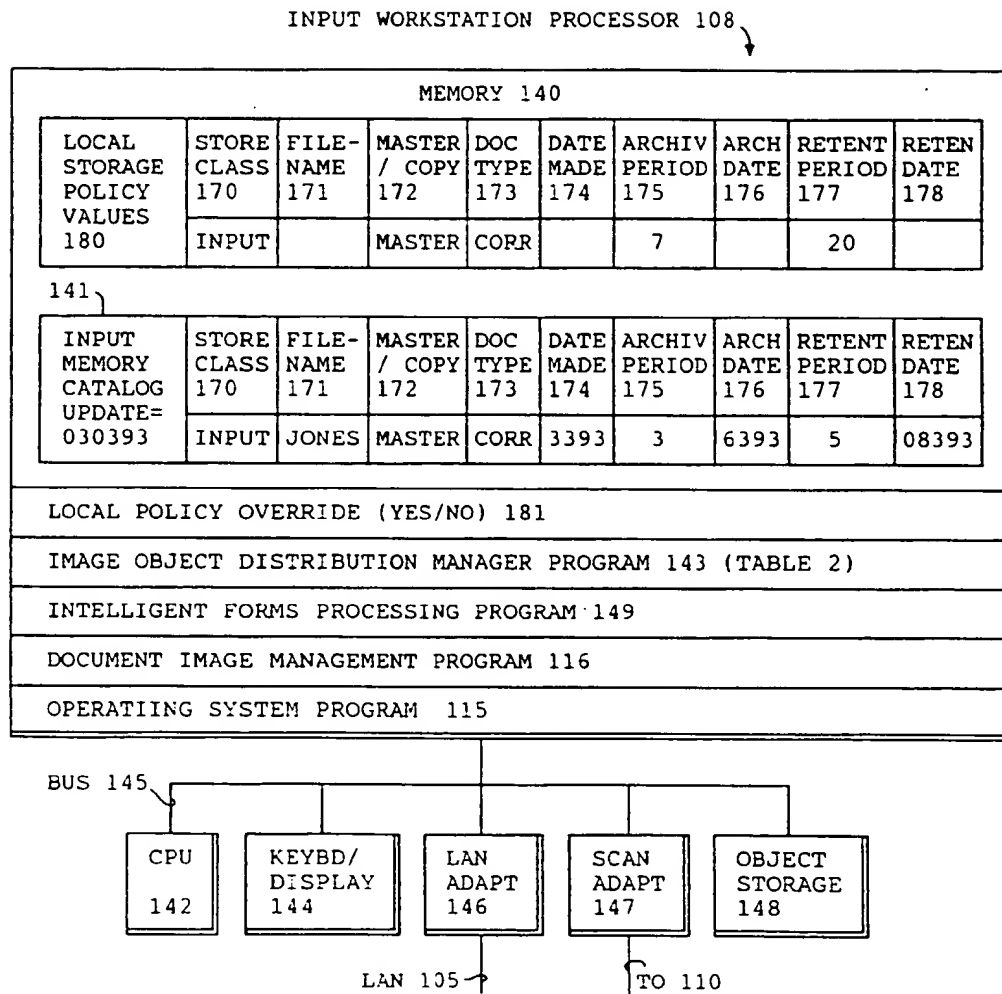 INPUT WORKSTATION PROCESSOR 108
MEMORY 140
LOCAL STORAGE POLICY VALUES 180
STORE CLASS 170
FILE- NAME 171
MASTER / COPY 172
DOC TYPE 173
DATE MADE 174
ARCHIV PERIOD 175
ARCH DATE 176
RETENT PERIOD 177
RETEN DATE 178
INPUT MASTER CORR 7 20
141
INPUT MEMORY CATALOG UPDATE= 030393
STORE CLASS 170
FILE- NAME 171
MASTER / COPY 172
DOC TYPE 173
DATE MADE 174
ARCHIV PERIOD 175
ARCH DATE 176
RETENT PERIOD 177
RETEN DATE 178
INPUT JONES MASTER CORR 3393 3 6393 5 08393
LOCAL POLICY OVERRIDE (YES/NO) 181
IMAGE OBJECT DISTRIBUTION MANAGER PROGRAM 143 (TABLE 2)
INTELLIGENT FORMS PROCESSING PROGRAM 149
DOCUMENT IMAGE MANAGEMENT PROGRAM 116
OPERATIING SYSTEM PROGRAM 115
BUS 145
CPU 142
KEYBD/ DISPLAY 144
LAN ADAPT 146
SCAN ADAPT 147
OBJECT STORAGE 148
LAN 105
TO 110